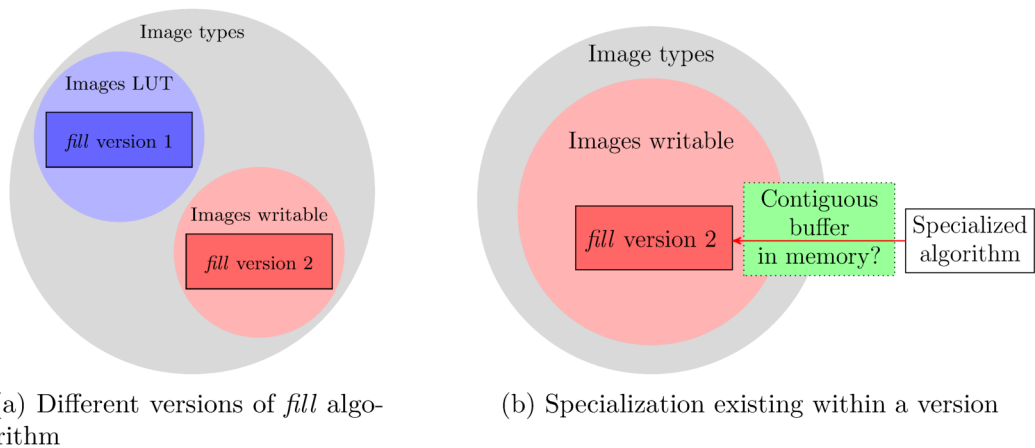 Image types
Images LUT
fill version 1
Images writable
fill version 2
a) Different versions of fill algo-
rithm
Image types
Images writable
fill version 2
Contiguous
buffer
in memory?
Specialized
algorithm
(b) Specialization existing within a version